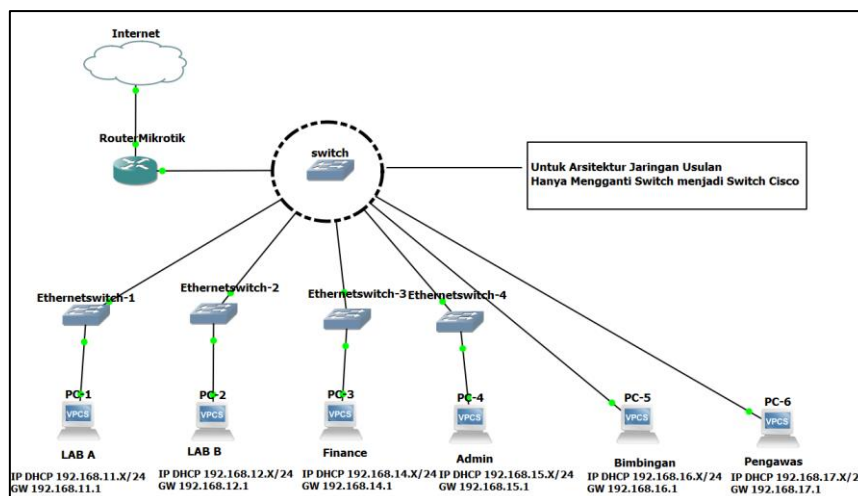 Internet
RouterMikrotik
switch
Untuk Arsitektur Jaringan Usulan
Hanya Mengganti Switch menjadi Switch Cisco
Ethernetswitch-1
Ethernetswitch-2
Ethernetswitch-3
Ethernetswitch-4
PC-1
VPCS
LAB A
IP DHCP 192.168.11.X/24
GW 192.168.11.1
PC-2
VPCS
LAB B
IP DHCP 192.168.12.X/24
GW 192.168.12.1
PC-3
VPCS
Finance
IP DHCP 192.168.14.X/24
GW 192.168.14.1
PC-4
VPCS
Admin
IP DHCP 192.168.15.X/24
GW 192.168.15.1
PC-5
VPCS
Bimbingan
IP DHCP 192.168.16.X/24
GW 192.168.16.1
PC-6
VPCS
Pengawas
IP DHCP 192.168.17.X/2
GW 192.168.17.1